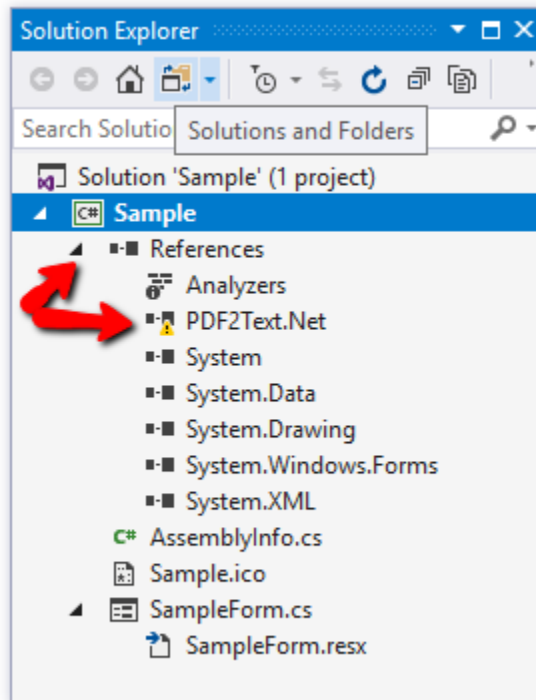 Solution Explorer
Search Solutio
Solutions and Folders
Solution 'Sample' (1 project)
C# Sample
References
Analyzers
PDF2Text.Net
System
System.Data
System.Drawing
System.Windows.Forms
System.XML
C# AssemblyInfo.cs
Sample.ico
SampleForm.cs
SampleForm.resx